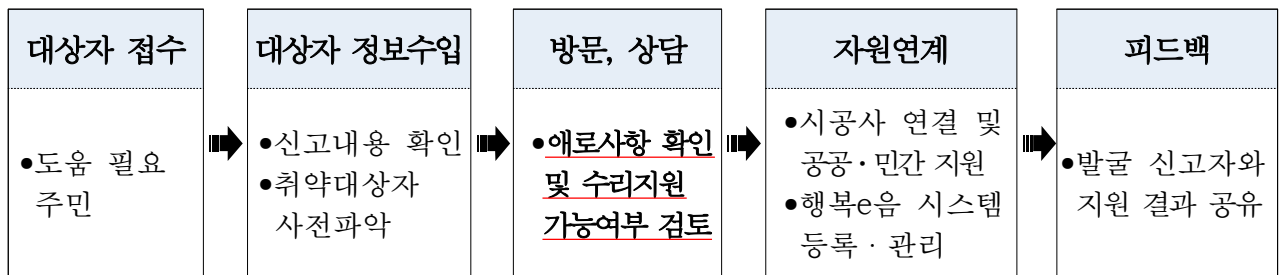 대상자 접수
●도움 필요
주민
대상자 정보수입
●신고내용 확인
●취약대상자
사전파악
방문, 상담
●애로사항 확인
및 수리지원
가능여부 검토
자원연계
●시공사 연결 및
공공·민간 지원
●행복e음 시스템
등록·관리
피드백
●발굴 신고자와
지원 결과 공유